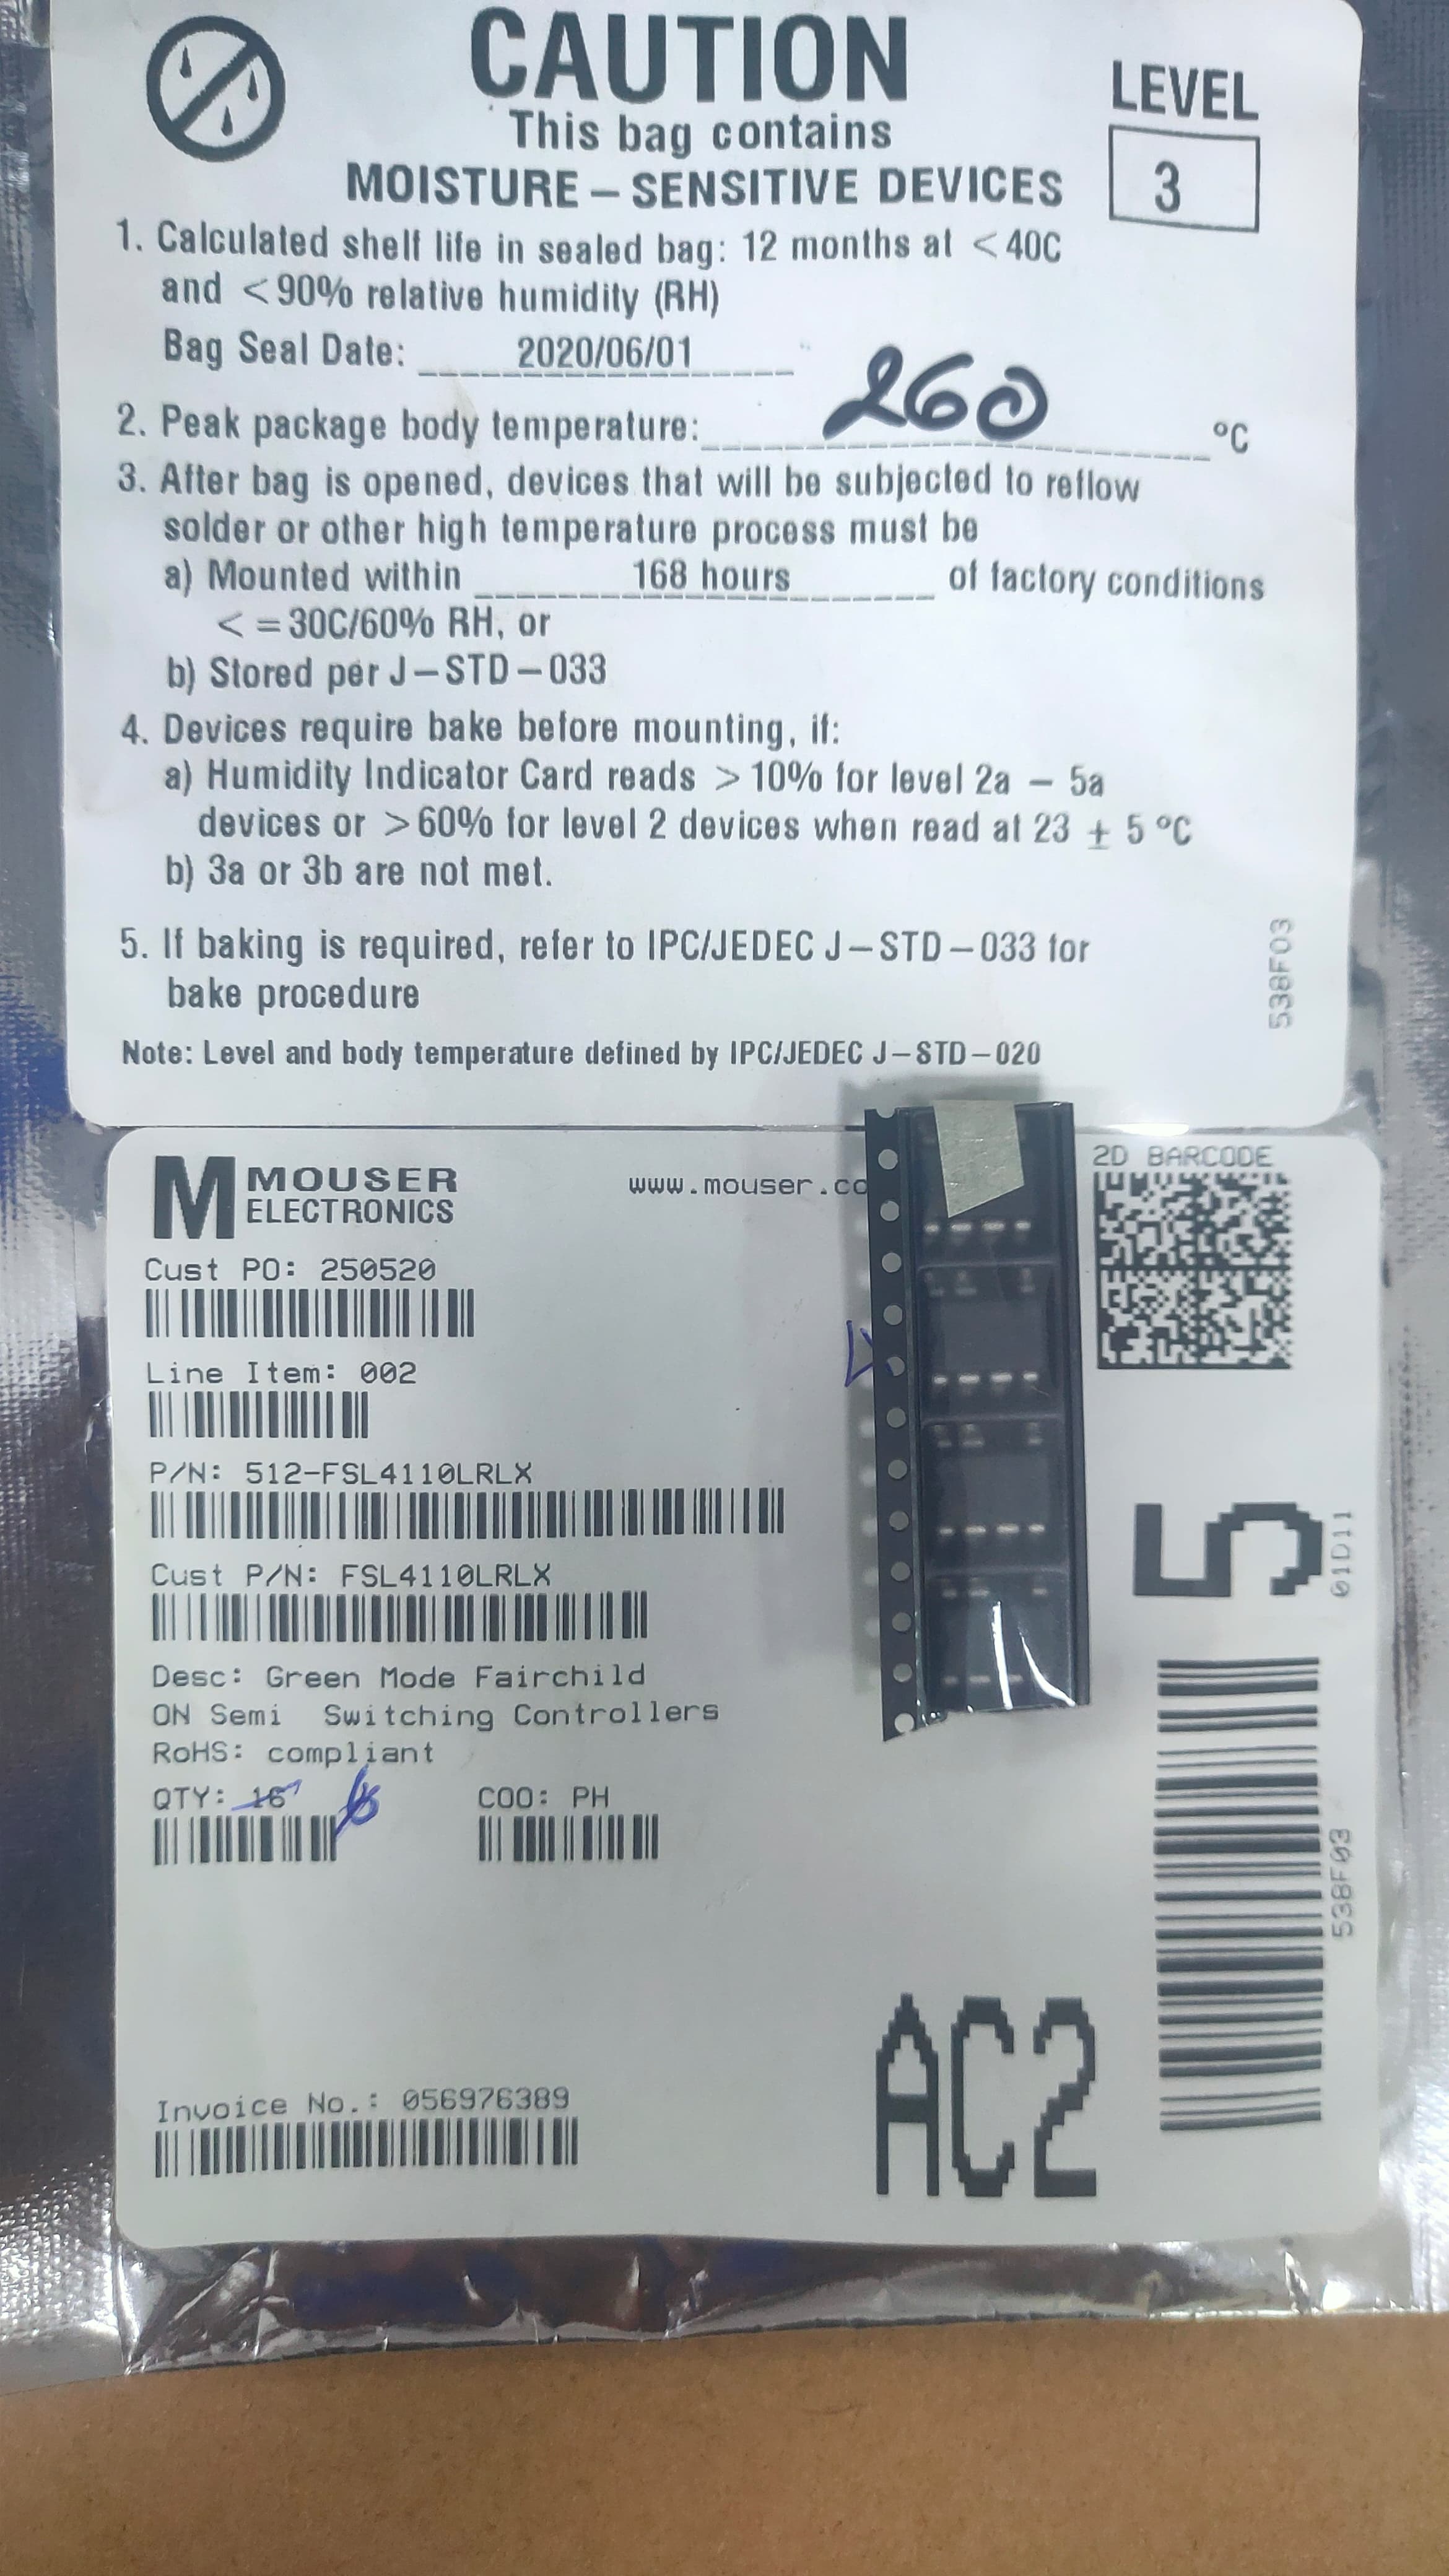 CAUTION
This bag contains
MOISTURE – SENSITIVE DEVICES
LEVEL
3
1. Calculated shelf life in sealed bag: 12 months at < 40C
and < 90% relative humidity (RH)
Bag Seal Date: 2020/06/01
2. Peak package body temperature: 260 °C
3. After bag is opened, devices that will be subjected to reflow
solder or other high temperature process must be
a) Mounted within 168 hours of factory conditions
< = 30C/60% RH, or
b) Stored per J – STD – 033
4. Devices require bake before mounting, if:
a) Humidity Indicator Card reads > 10% for level 2a – 5a
devices or > 60% for level 2 devices when read at 23 ± 5 °C
b) 3a or 3b are not met.
5. If baking is required, refer to IPC/JEDEC J – STD – 033 for
bake procedure
538F03
Note: Level and body temperature defined by IPC/JEDEC J – STD – 020
M MOUSER
ELECTRONICS
www.mouser.co
2D BARCODE
Cust PO: 250520
Line Item: 002
P/N: 512-FSL4110LRLX
Cust P/N: FSL4110LRLX
Desc: Green Mode Fairchild
ON Semi Switching Controllers
RoHS: compliant
QTY: 16
COO: PH
Invoice No.: 056976389
5
01D11
538F03
AC2